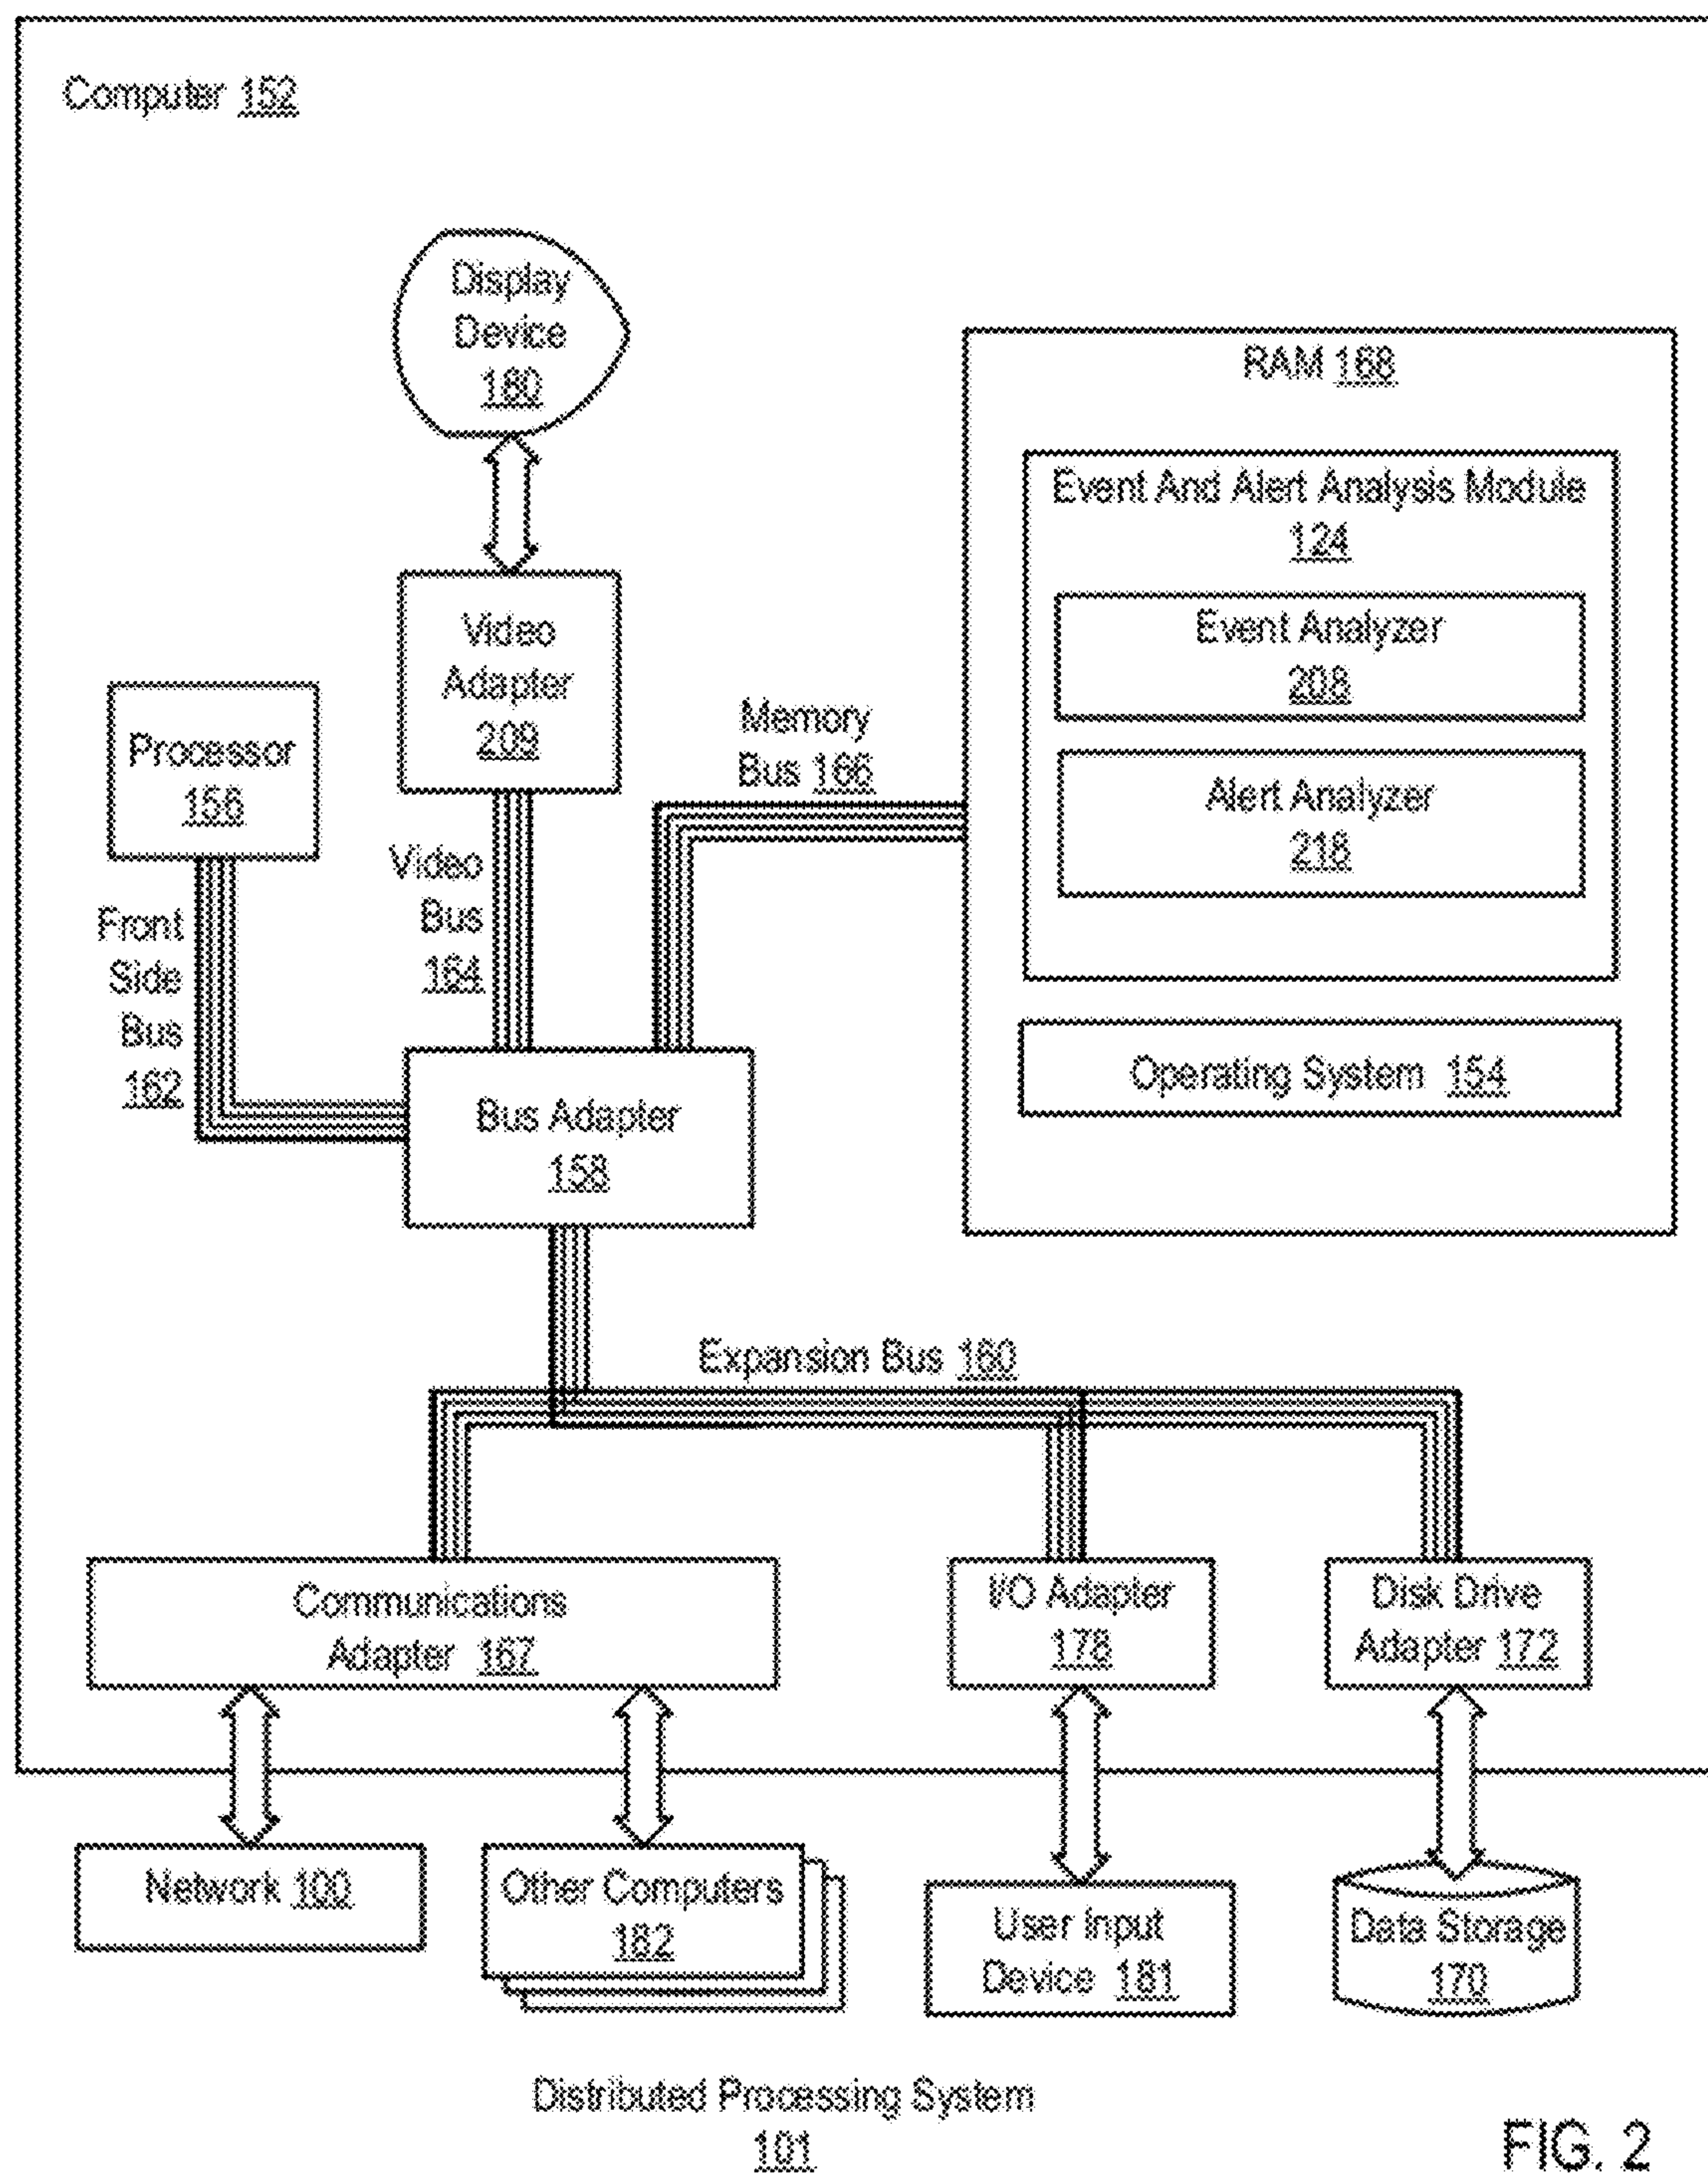 Computer 152
Display
Device
180
RAM 168
Event And Alert Analysis Module
124
Event Analyzer
208
Alert Analyzer
218
Operating System 154
Video
Adapter
209
Processor
156
Memory
Bus 166
Video
Bus
164
Front
Side
Bus
162
Bus Adapter
158
Expansion Bus 160
Communications
Adapter 167
I/O Adapter
178
Disk Drive
Adapter 172
Network 100
Other Computers
182
User Input
Device 181
Data Storage
170
Distributed Processing System
101
FIG. 2